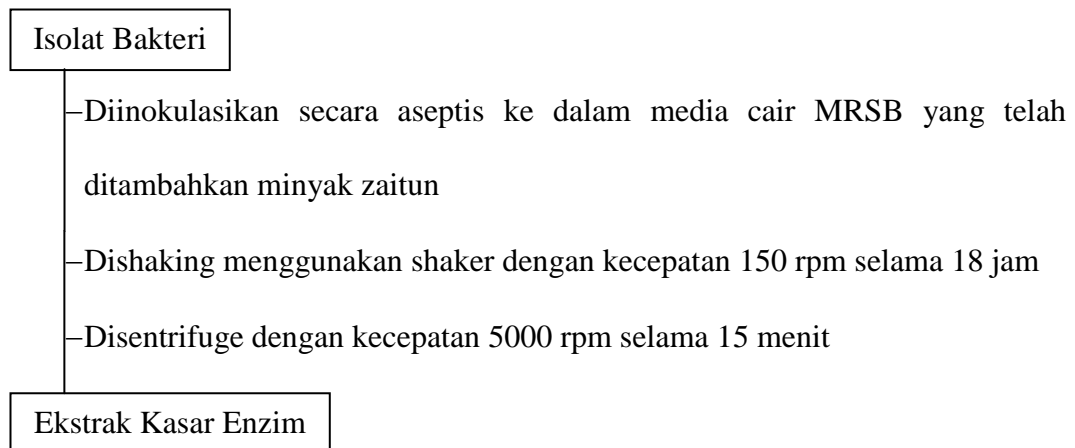 Isolat Bakteri
–Diinokulasikan secara aseptis ke dalam media cair MRSB yang telah
ditambahkan minyak zaitun
–Dishaking menggunakan shaker dengan kecepatan 150 rpm selama 18 jam
–Disentrifuge dengan kecepatan 5000 rpm selama 15 menit
Ekstrak Kasar Enzim